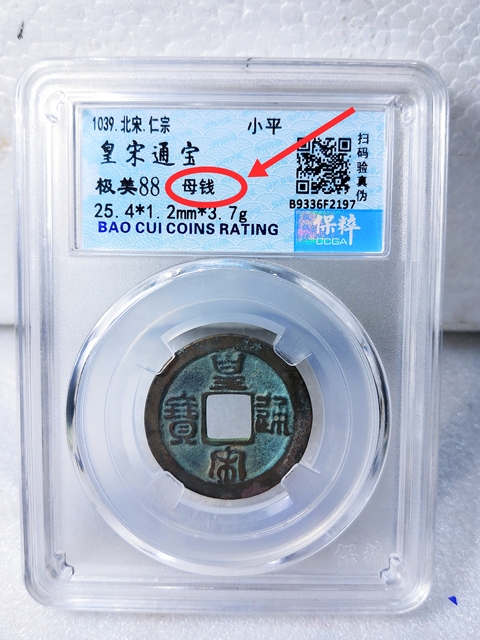 1039.北宋.仁宗 小平
皇宋通宝
极美88 母钱
25.4*1.2mm*3.7g
BAO CUI COINS RATING
扫码验真伪
B9336F2197
保粹
CCGA
皇
寶 通
宋